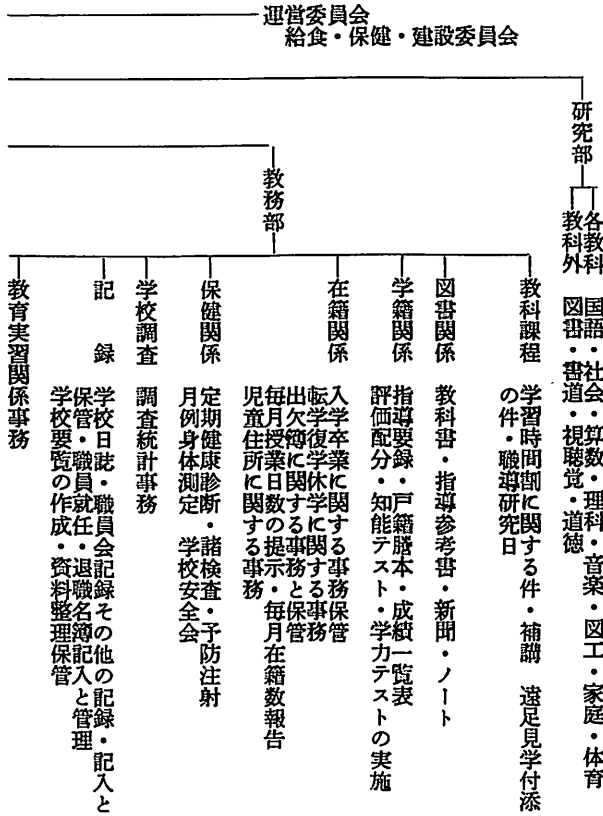 運営委員会
給食・保健・建設委員会
研究部
各教科　国語・社会・算数・理科・音楽・図工・家庭・体育
教科外　図書・書道・視聴覚・道徳
教務部
教科課程　学習時間割に関する件・補講　遠足見学付添
の件・職導研究日
図書関係　教科書・指導参考書・新聞・ノート
学籍関係　指導要録・戸籍謄本・成績一覧表
評価配分・知能テスト・学力テストの実施
在籍関係　入学卒業に関する事務保管
転学復学休学に関する事務
出欠簿に関する事務と保管
毎月授業日数の提示・毎月在籍数報告
児童住所に関する事務
保健関係　定期健康診断・諸検査・予防注射
月例身体測定　学校安全会
学校調査　調査統計事務
記録　学校日誌・職員会記録その他の記録・記入と
保管・職員就任・退職名簿記入と管理
学校要覧の作成・資料整理保管
教育実習関係事務